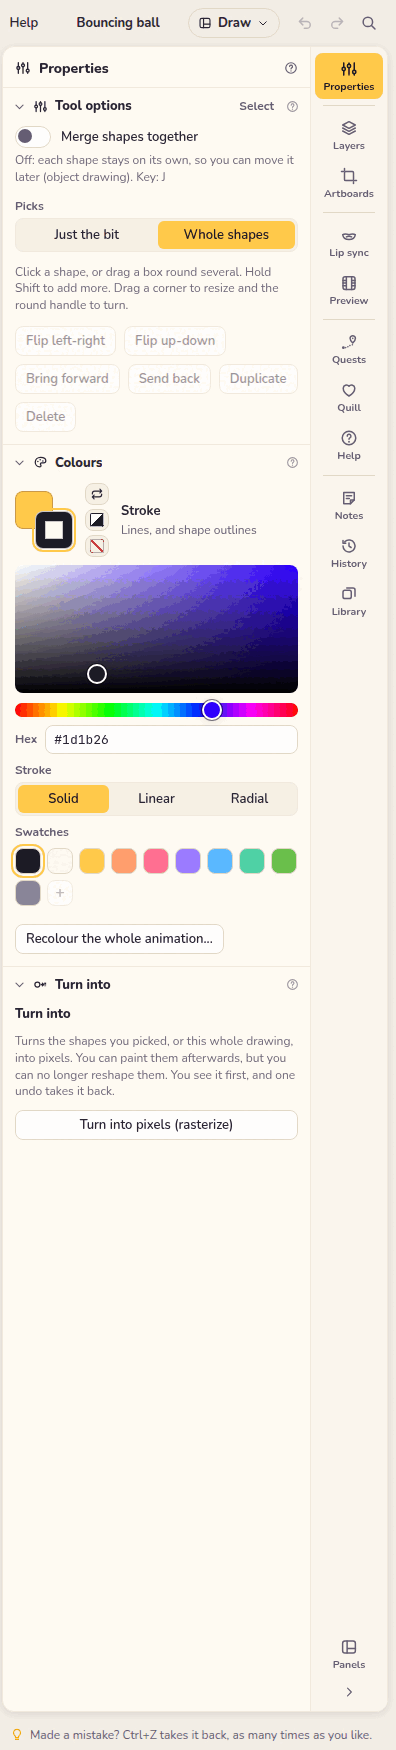 Help
Bouncing ball
Draw
Properties
Tool options
Select
Merge shapes together
Off: each shape stays on its own, so you can move it
later (object drawing). Key: J
Picks
Just the bit
Whole shapes
Click a shape, or drag a box round several. Hold
Shift to add more. Drag a corner to resize and the
round handle to turn.
Flip left-right
Flip up-down
Bring forward
Send back
Duplicate
Delete
Colours
Stroke
Lines, and shape outlines
Hex
#1d1b26
Stroke
Solid
Linear
Radial
Swatches
+
Recolour the whole animation...
Turn into
Turn into
Turns the shapes you picked, or this whole drawing,
into pixels. You can paint them afterwards, but you
can no longer reshape them. You see it first, and one
undo takes it back.
Turn into pixels (rasterize)
Properties
Layers
Artboards
Lip sync
Preview
Quests
Quill
Help
Notes
History
Library
Panels
Made a mistake? Ctrl+Z takes it back, as many times as you like.